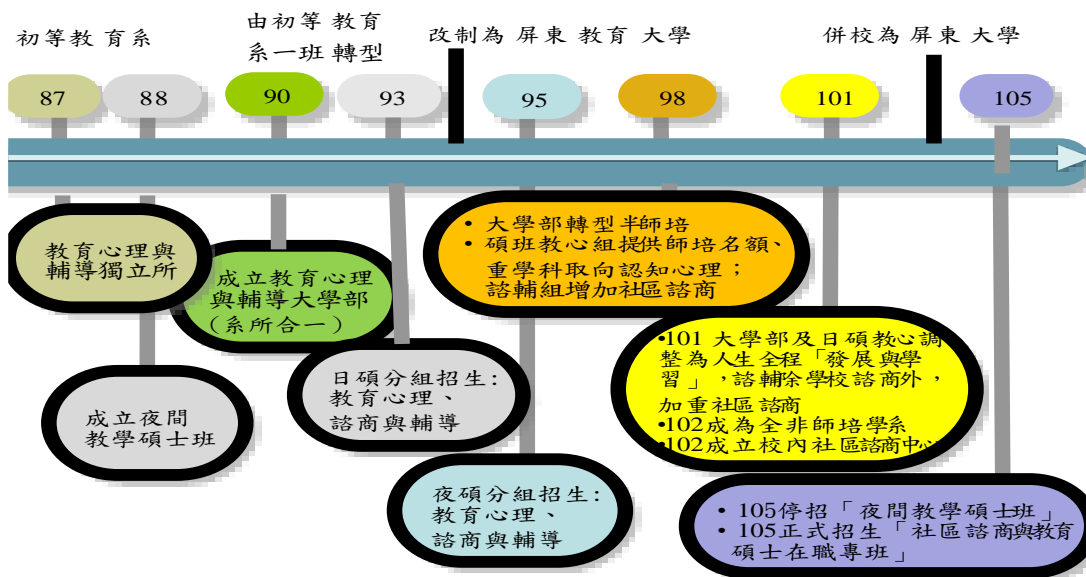 初等教育系
由初等教育
系一班轉型
改制為屏東教育大學
併校為屏東大學
87
88
90
93
95
98
101
105
教育心理與
輔導獨立所
成立夜間
教學碩士班
成立教育心理
與輔導大學部
(系所合一)
日碩分組招生:
教育心理、
諮商與輔導
• 大學部轉型半師培
• 碩班教心組提供師培名額、
重學科取向認知心理;
諮輔組增加社區諮商
夜碩分組招生:
教育心理、
諮商與輔導
•101 大學部及日碩教心調
整為人生全程「發展與學
習」,諮輔除學校諮商外,
加重社區諮商
•102成為全非師培學系
•102成立校內社區諮商中心
• 105停招「夜間教學碩士班」
• 105正式招生「社區諮商與教育
碩士在職專班」